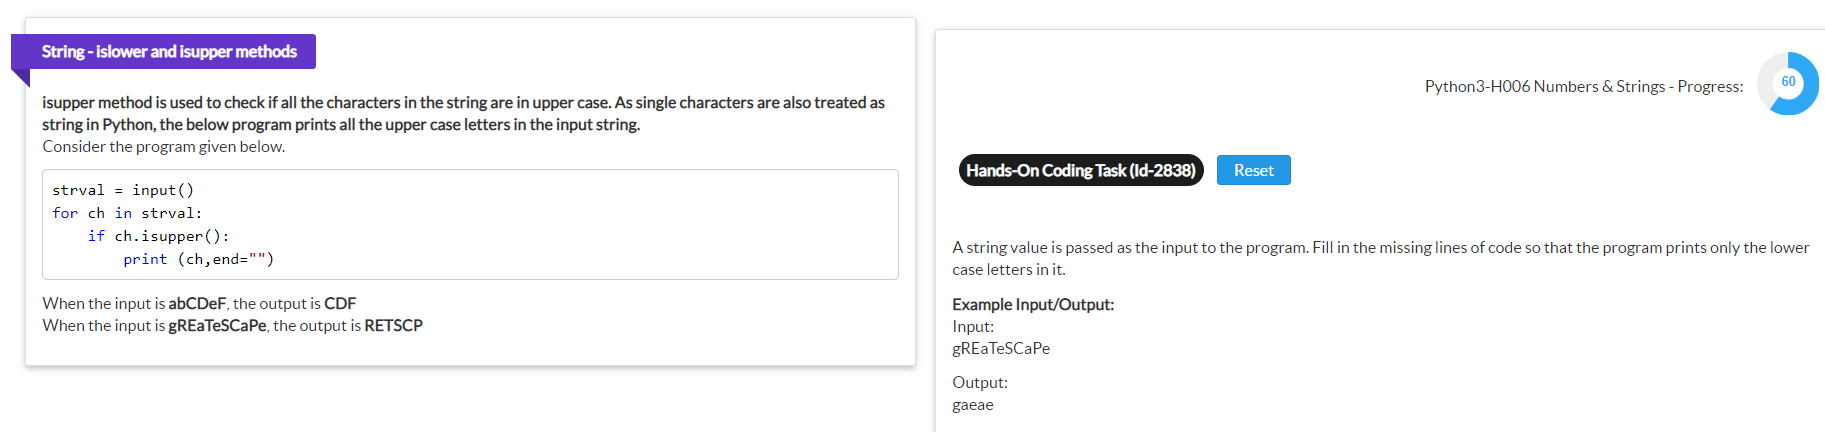 String - islower and isupper methods
isupper method is used to check if all the characters in the string are in upper case. As single characters are also treated as
string in Python, the below program prints all the upper case letters in the input string.
Consider the program given below.
strval = input()
for ch in strval:
    if ch.isupper():
        print (ch,end="")
When the input is abCDeF, the output is CDF
When the input is gREaTeSCaPe, the output is RETSCP
Python3-H006 Numbers & Strings - Progress:
60
Hands-On Coding Task (Id-2838)
Reset
A string value is passed as the input to the program. Fill in the missing lines of code so that the program prints only the lower
case letters in it.
Example Input/Output:
Input:
gREaTeSCaPe
Output:
gaeae